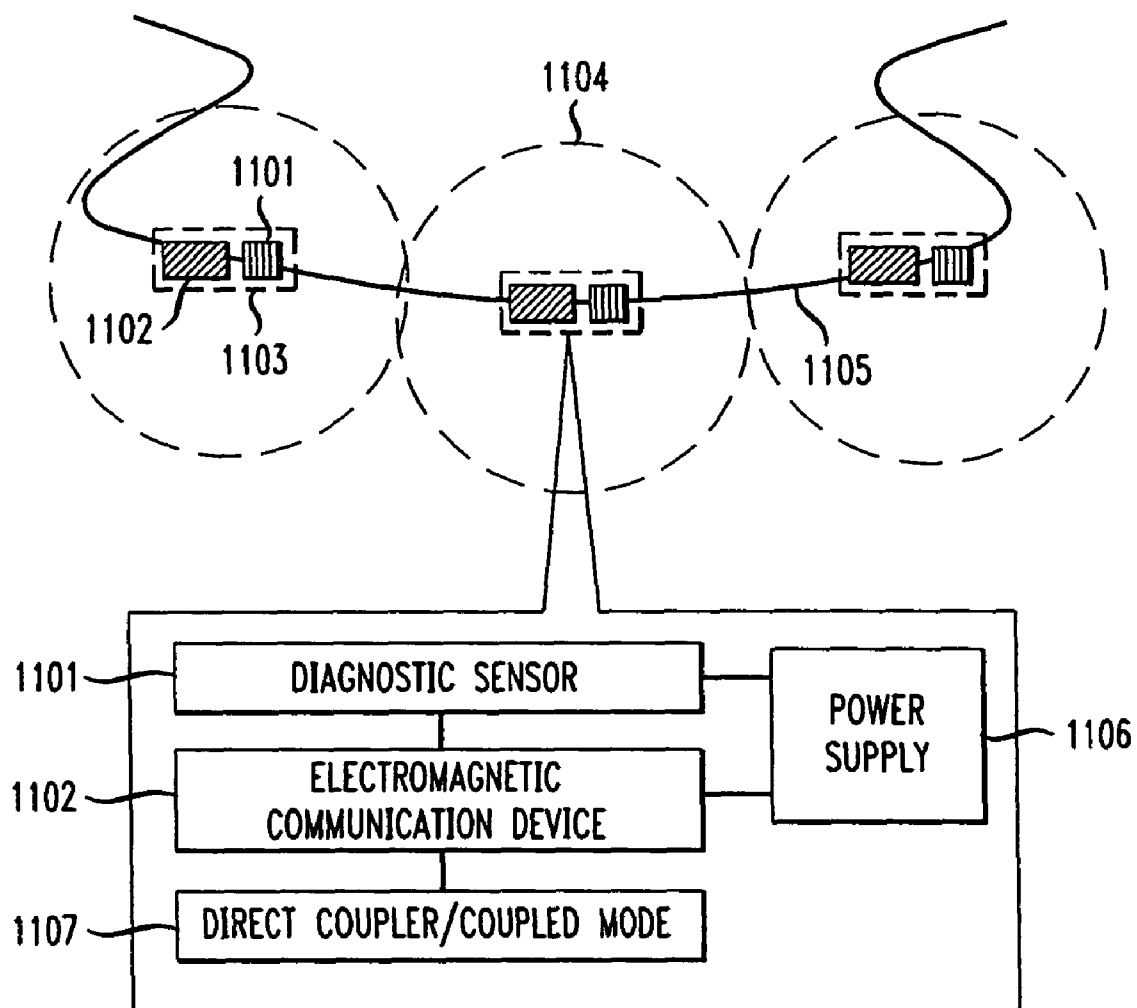 1104
1101
1102
1103
1105
1101
DIAGNOSTIC SENSOR
POWER
SUPPLY
1106
1102
ELECTROMAGNETIC
COMMUNICATION DEVICE
1107
DIRECT COUPLER/COUPLED MODE